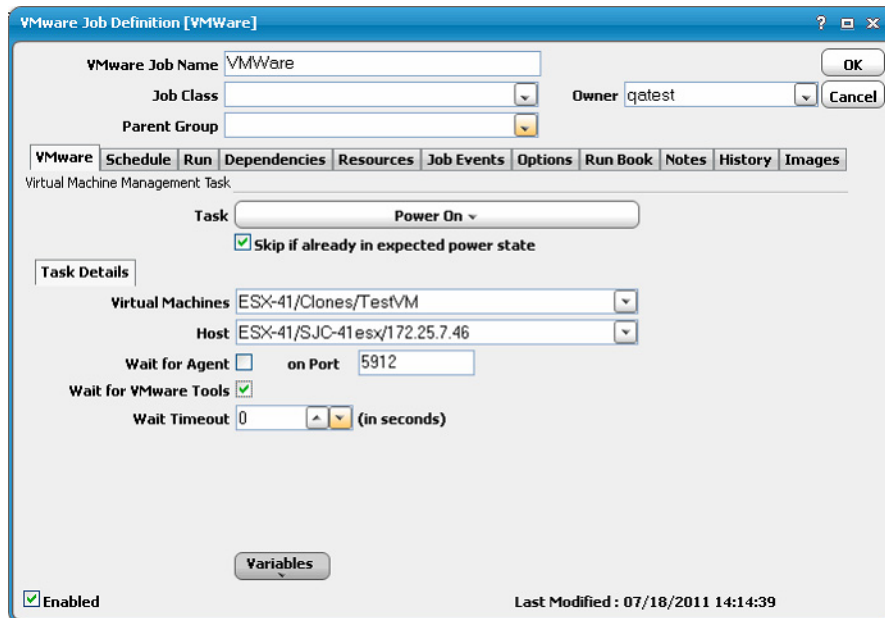 VMware Job Definition [VMWare] ?
VMware Job Name VMWare OK
Job Class Owner qatest Cancel
Parent Group
VMware Schedule Run Dependencies Resources Job Events Options Run Book Notes History Images
Virtual Machine Management Task
Task Power On
Skip if already in expected power state
Task Details
Virtual Machines ESX-41/Clones/TestVM
Host ESX-41/SJC-41esx/172.25.7.46
Wait for Agent on Port 5912
Wait for VMware Tools
Wait Timeout 0 (in seconds)
Variables
Enabled Last Modified : 07/18/2011 14:14:39